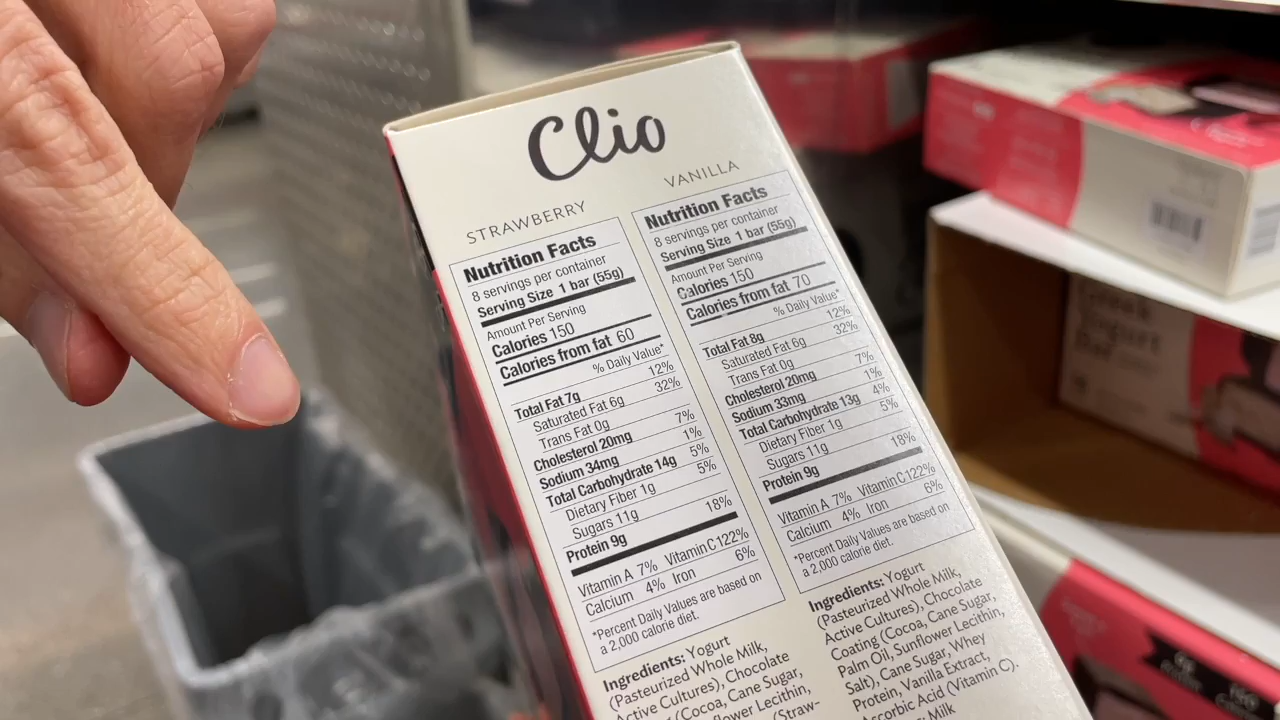 Clio
STRAWBERRY
Nutrition Facts
8 servings per container
Serving Size 1 bar (55g)
Amount Per Serving
Calories 150
Calories from fat 60
% Daily Value*
Total Fat 7g 12%
Saturated Fat 6g 32%
Trans Fat 0g
Cholesterol 20mg 7%
Sodium 34mg 1%
Total Carbohydrate 14g 5%
Dietary Fiber 1g 5%
Sugars 11g
Protein 9g 18%
Vitamin A 7% Vitamin C 122%
Calcium 4% Iron 6%
*Percent Daily Values are based on
a 2,000 calorie diet.
Ingredients: Yogurt
(Pasteurized Whole Milk,
Active Cultures), Chocolate
(Cocoa, Cane Sugar,
Lecithin,
(Straw-
VANILLA
Nutrition Facts
8 servings per container
Serving Size 1 bar (55g)
Amount Per Serving
Calories 150
Calories from fat 70
% Daily Value*
Total Fat 8g 12%
Saturated Fat 6g 32%
Trans Fat 0g
Cholesterol 20mg 7%
Sodium 33mg 1%
Total Carbohydrate 13g 4%
Dietary Fiber 1g 5%
Sugars 11g
Protein 9g 18%
Vitamin A 7% Vitamin C 122%
Calcium 4% Iron 6%
*Percent Daily Values are based on
a 2,000 calorie diet.
Ingredients: Yogurt
(Pasteurized Whole Milk,
Active Cultures), Chocolate
Coating (Cocoa, Cane Sugar,
Palm Oil, Sunflower Lecithin,
Salt), Cane Sugar, Whey
Protein, Vanilla Extract,
Ascorbic Acid (Vitamin C).
Milk
Greek
Yogurt
Bar